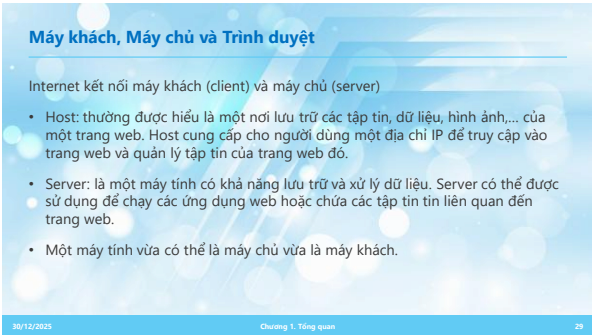 Máy khách, Máy chủ và Trình duyệt
Internet kết nối máy khách (client) và máy chủ (server)
• Host: thường được hiểu là một nơi lưu trữ các tập tin, dữ liệu, hình ảnh,... của
một trang web. Host cung cấp cho người dùng một địa chỉ IP để truy cập vào
trang web và quản lý tập tin của trang web đó.
• Server: là một máy tính có khả năng lưu trữ và xử lý dữ liệu. Server có thể được
sử dụng để chạy các ứng dụng web hoặc chứa các tập tin tin liên quan đến
trang web.
• Một máy tính vừa có thể là máy chủ vừa là máy khách.
30/12/2025
Chương 1. Tổng quan
29